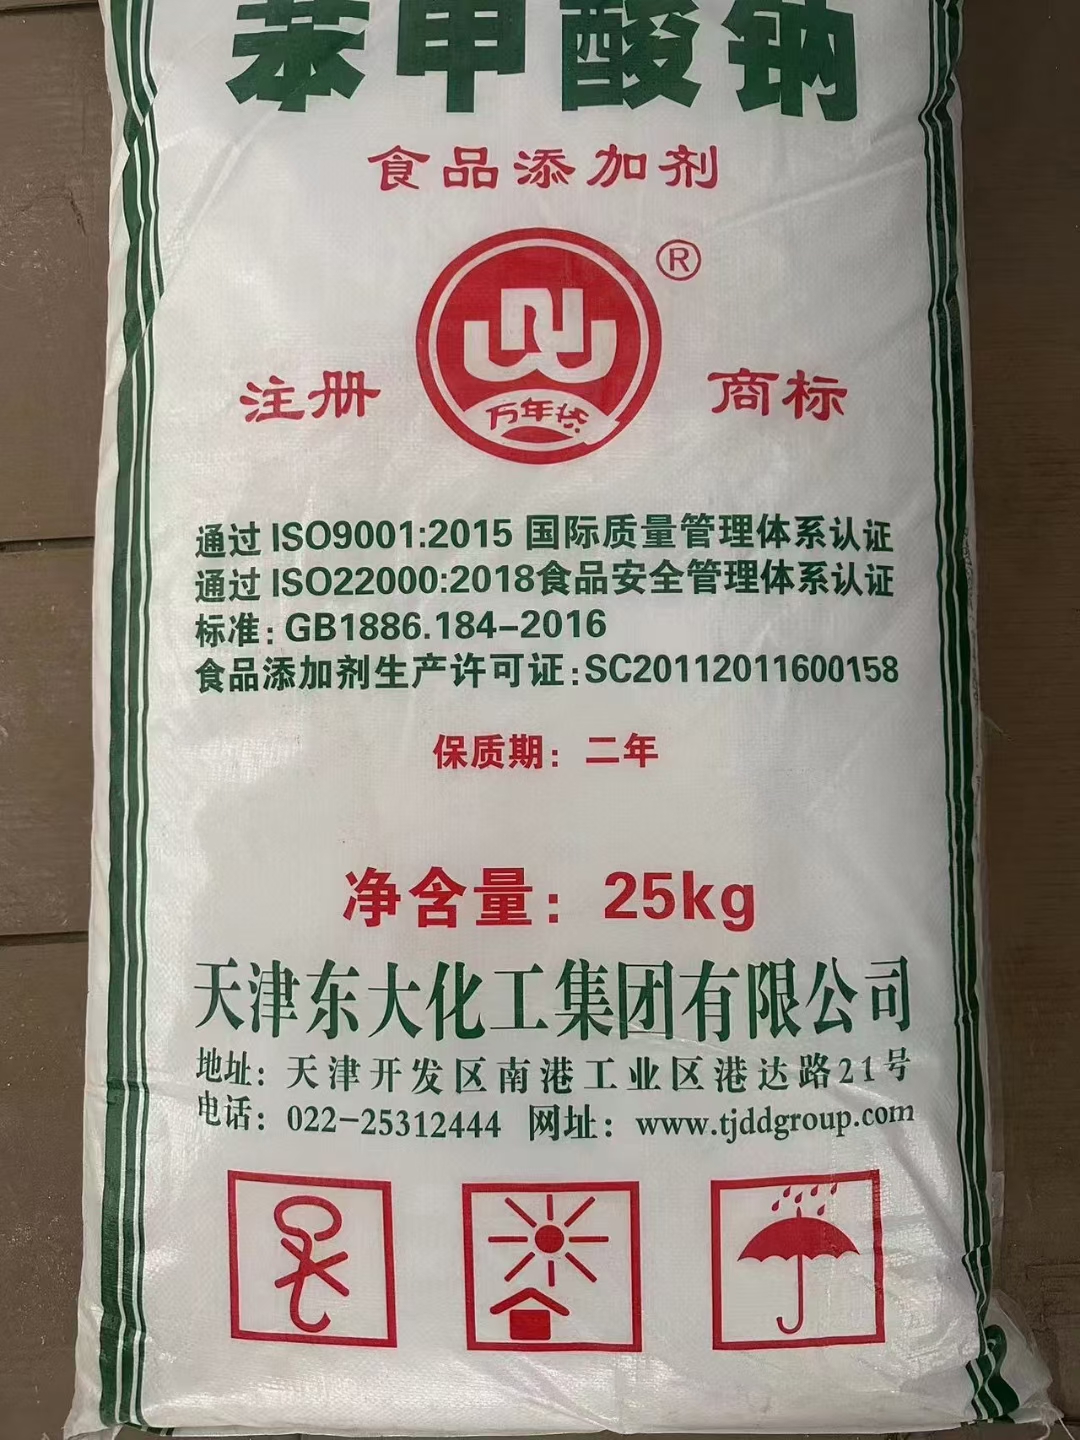 苯甲酸钠
食品添加剂
®
注册 商标
万年
通过 ISO9001:2015 国际质量管理体系认证
通过 ISO22000:2018食品安全管理体系认证
标准: GB1886.184-2016
食品添加剂生产许可证:SC20112011600158
保质期: 二年
净含量: 25kg
天津东大化工集团有限公司
地址: 天津开发区南港工业区港达路21号
电话: 022-25312444 网址: www.tjddgroup.com